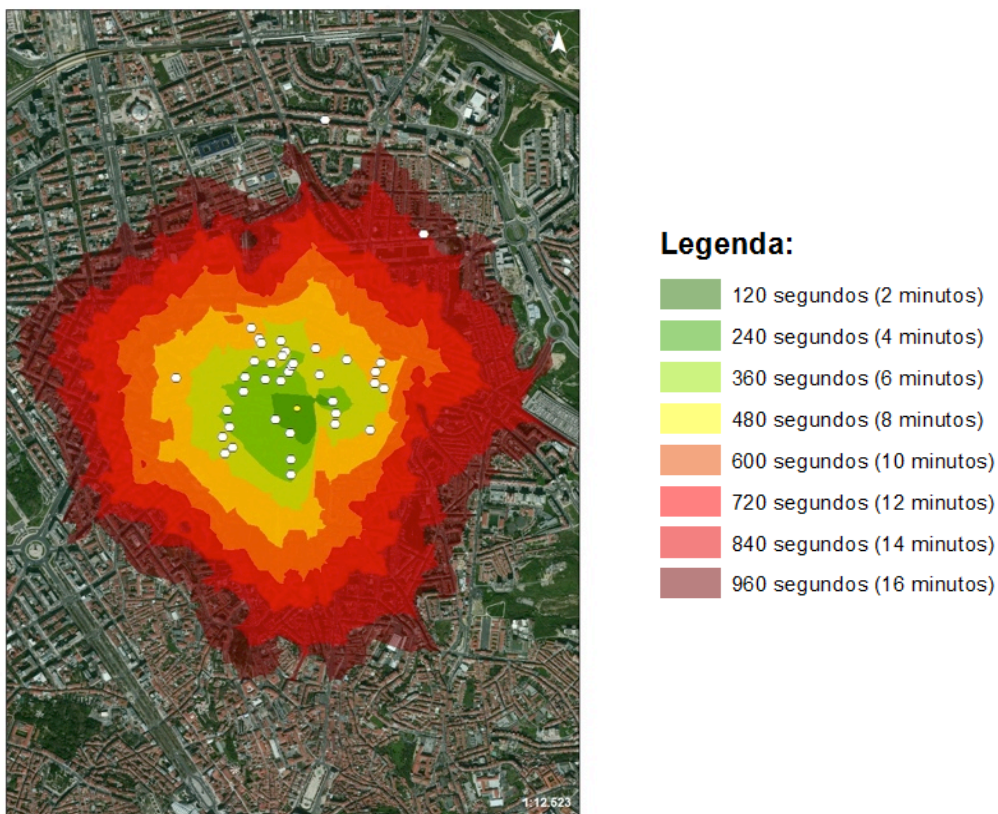 Legenda:
120 segundos (2 minutos)
240 segundos (4 minutos)
360 segundos (6 minutos)
480 segundos (8 minutos)
600 segundos (10 minutos)
720 segundos (12 minutos)
840 segundos (14 minutos)
960 segundos (16 minutos)
1:12.523